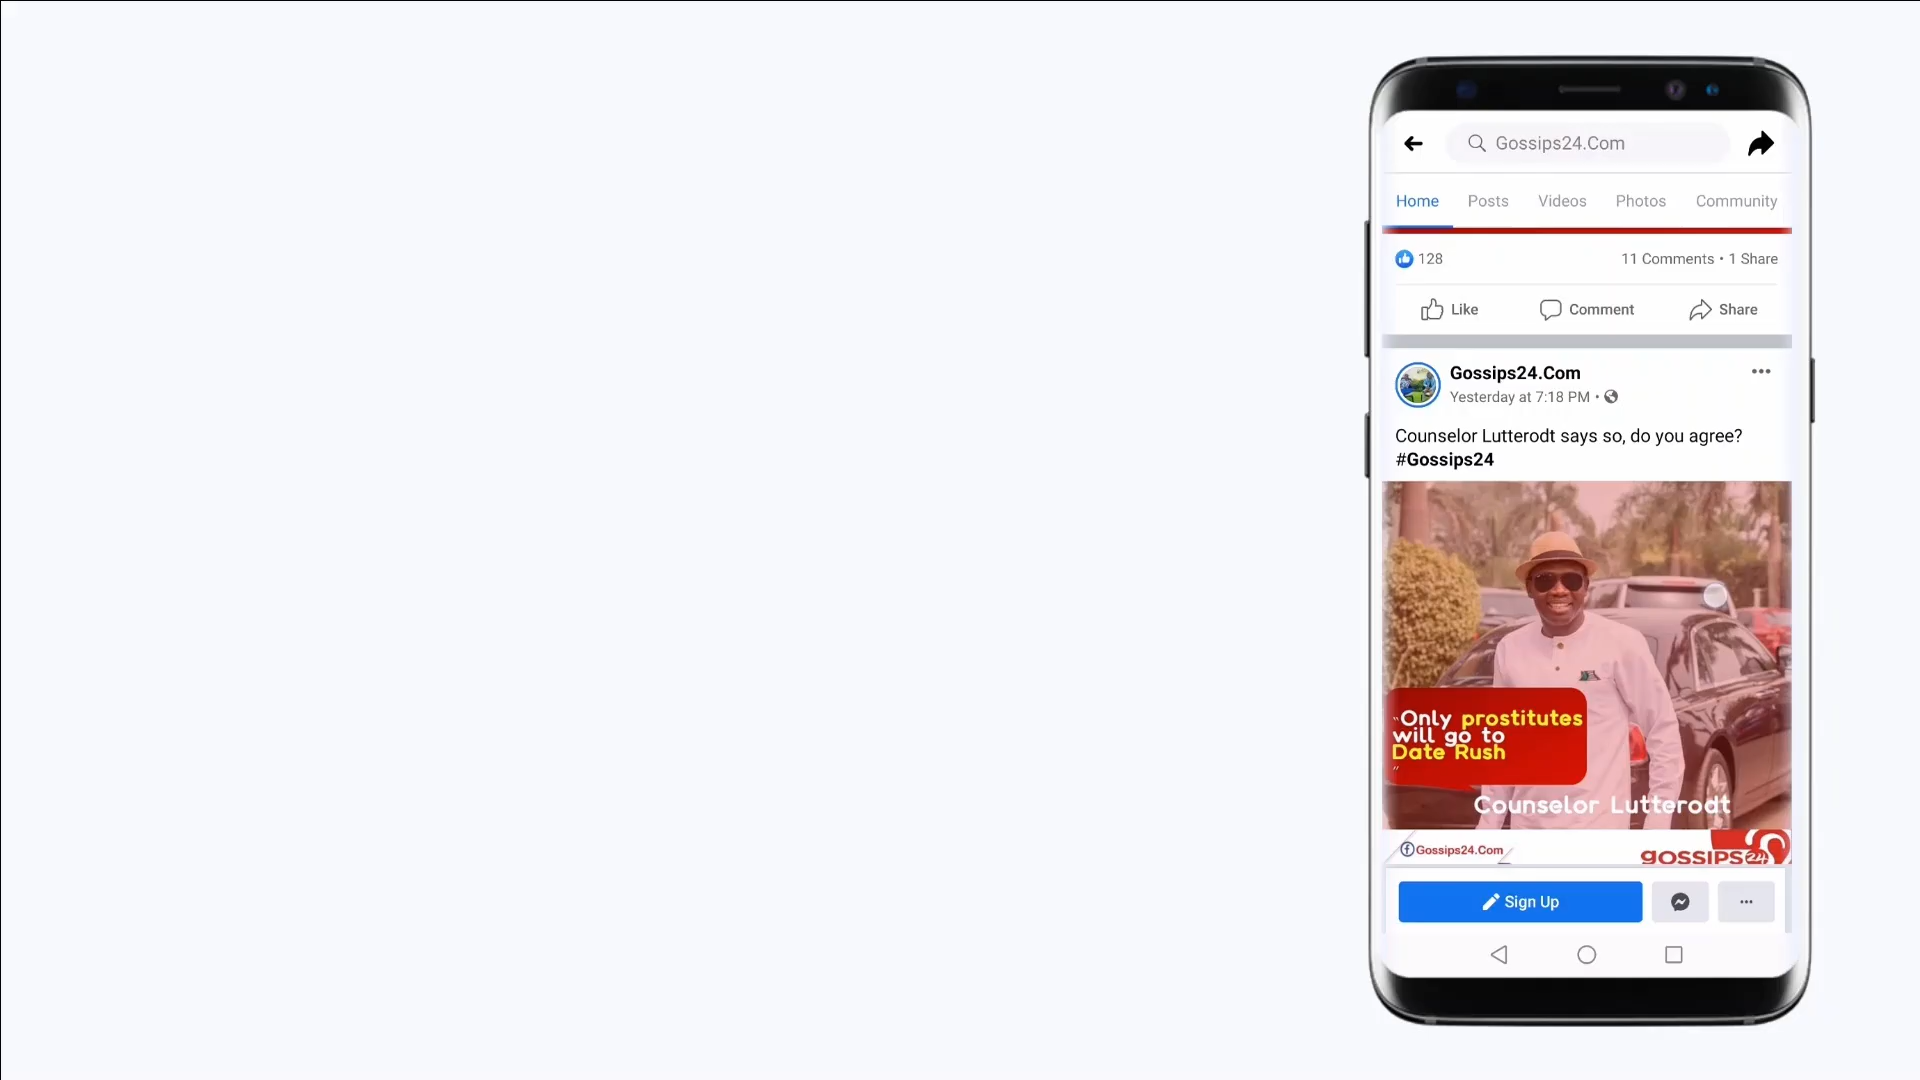 Gossips24.Com
Home Posts Videos Photos Community
128 11 Comments • 1 Share
Like Comment Share
Gossips24.Com
Yesterday at 7:18 PM •
Counselor Lutterodt says so, do you agree?
#Gossips24
"Only prostitutes
will go to
Date Rush
"
Counselor Lutterodt
Gossips24.Com
gossips24
Sign Up